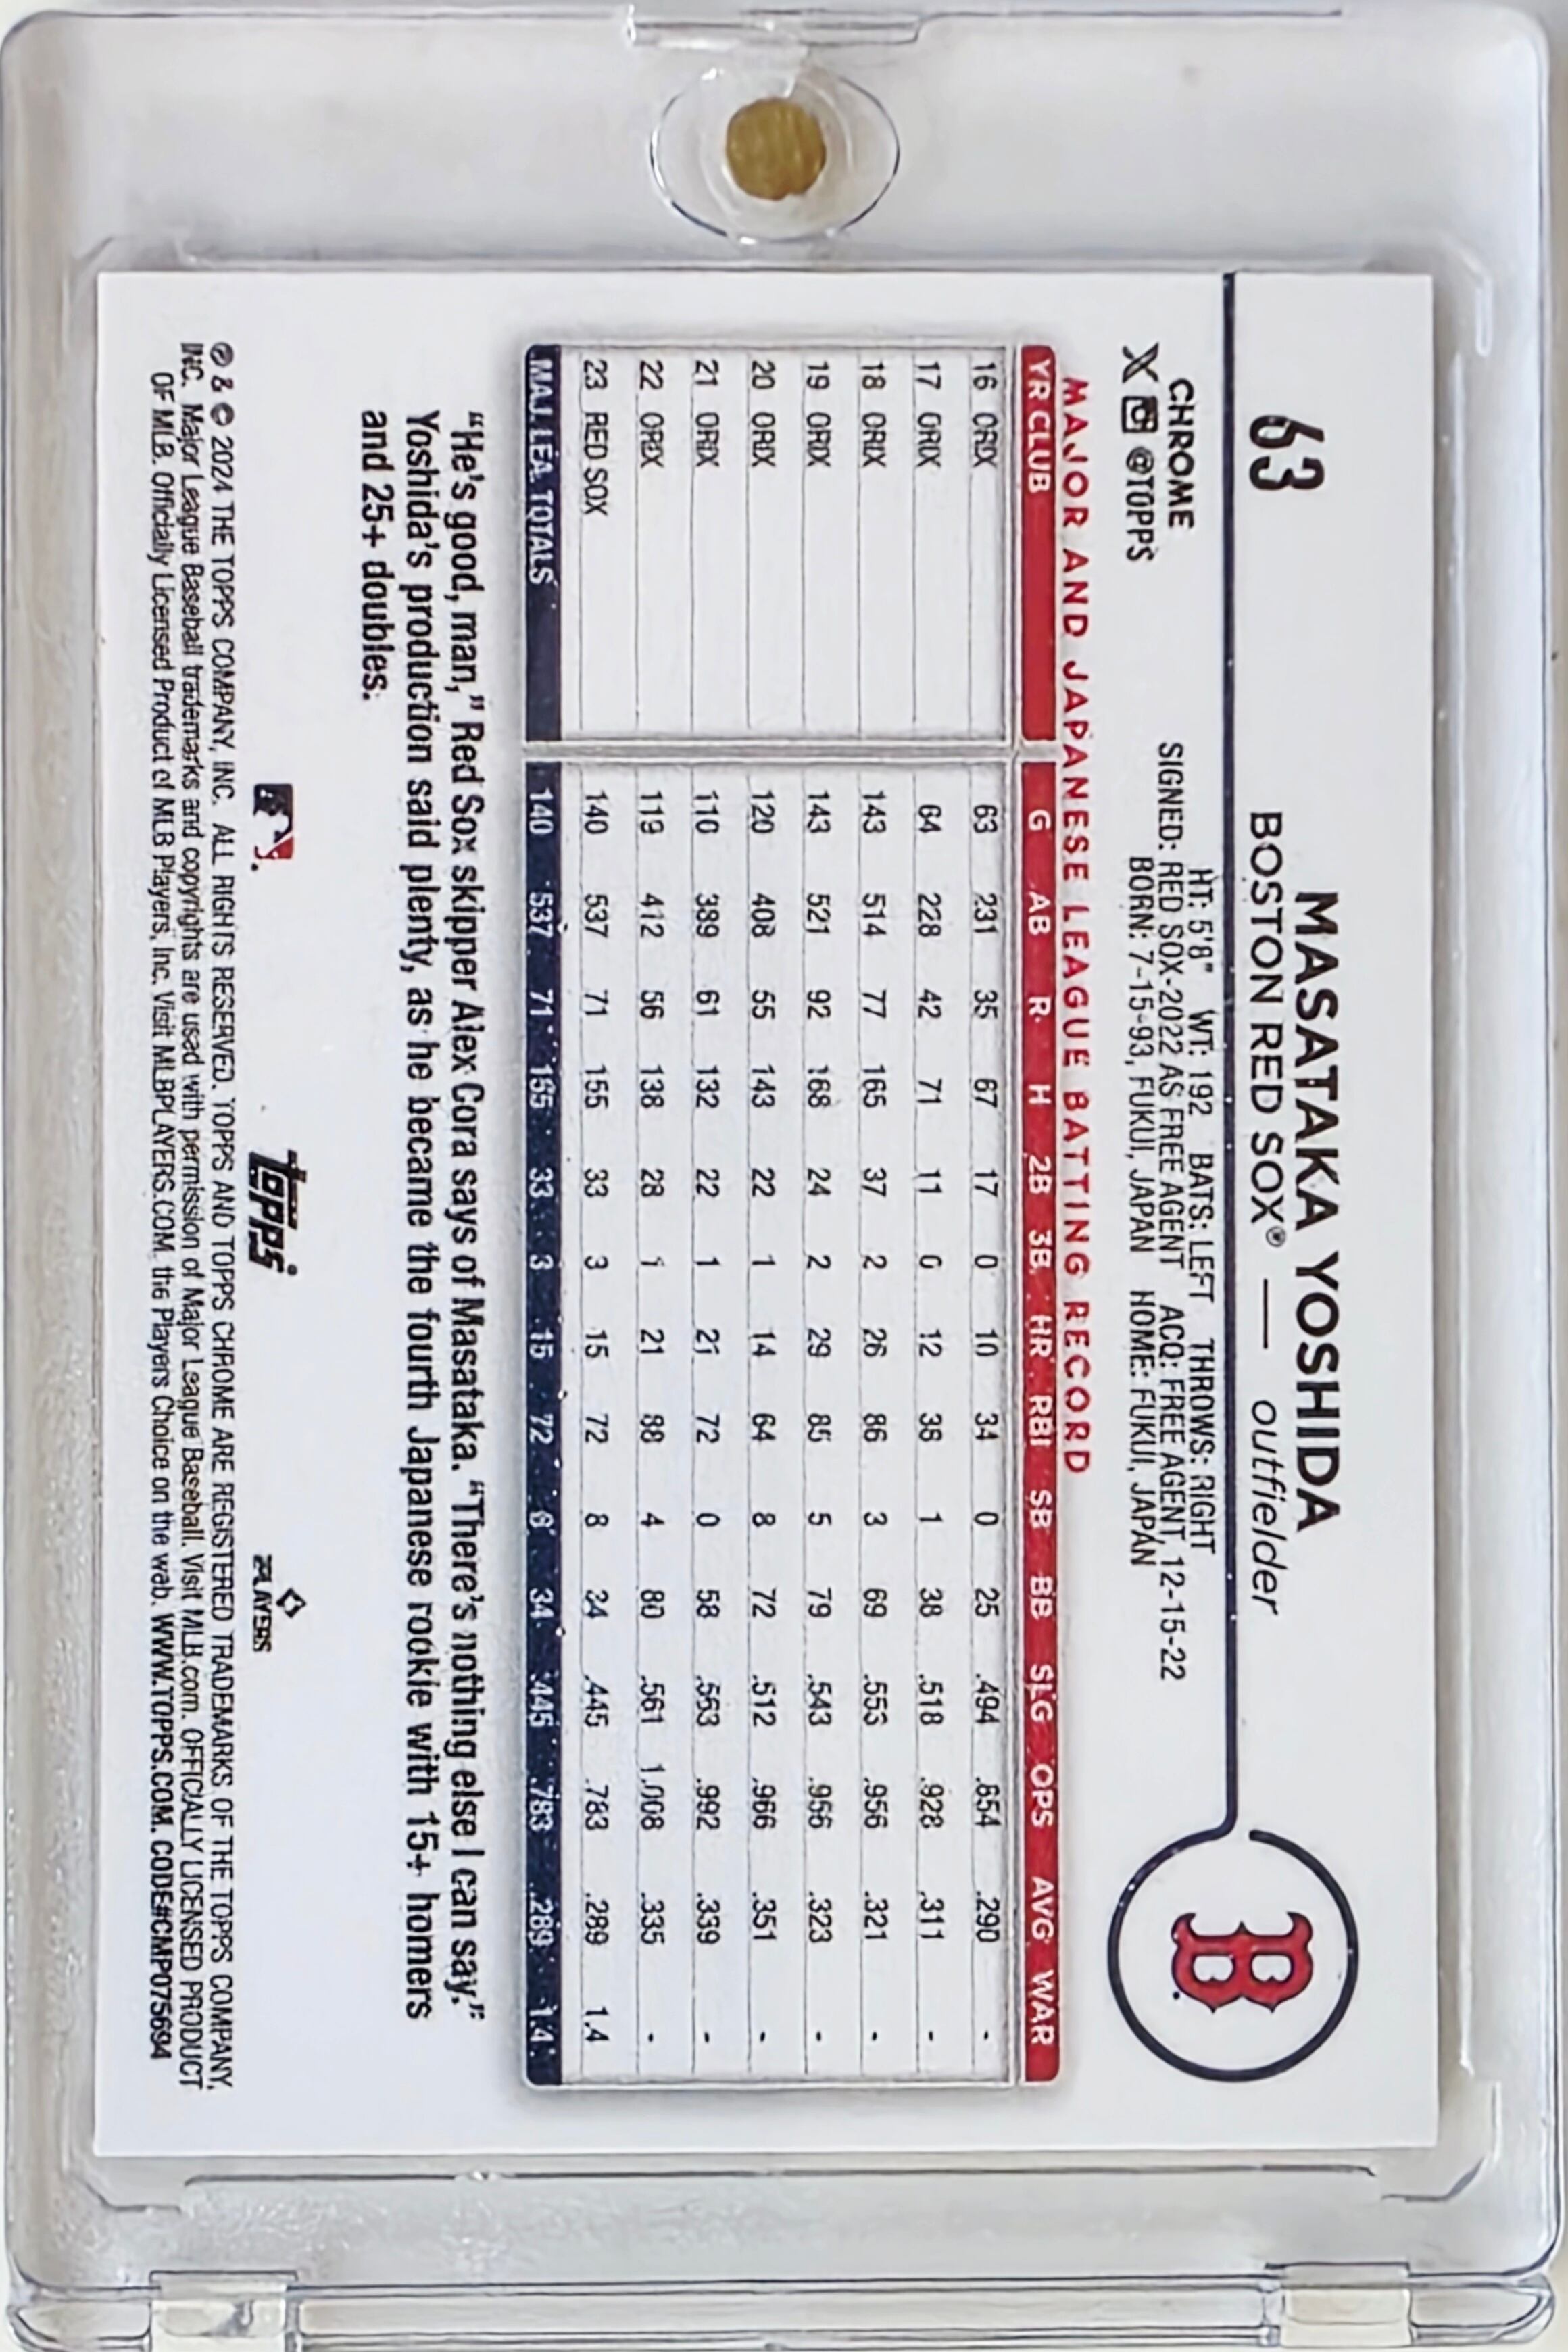 63
MASATAKA YOSHIDA
BOSTON RED SOX® — outfielder
CHROME
@TOPPS
HT: 5'8" WT: 192 BATS: LEFT THROWS: RIGHT
SIGNED: RED SOX-2022 AS FREE AGENT ACQ: FREE AGENT, 12-15-22
BORN: 7-15-93, FUKUI, JAPAN HOME: FUKUI, JAPAN
B
MAJOR AND JAPANESE LEAGUE BATTING RECORD
YR CLUB G AB R H 2B 3B HR RBI SB BB SLG OPS AVG WAR
16 ORIX 63 231 35 67 17 0 10 34 0 25 .494 .854 .290 -
17 ORIX 64 228 42 71 11 0 12 38 1 38 .518 .928 .311 -
18 ORIX 143 514 77 165 37 2 26 86 3 69 .553 .956 .321 -
19 ORIX 143 521 92 168 24 2 29 85 5 79 .543 .956 .323 -
20 ORIX 120 408 55 143 22 1 14 64 8 72 .512 .966 .351 -
21 ORIX 110 389 61 132 22 1 21 72 0 58 .563 .992 .339 -
22 ORIX 119 412 56 138 28 1 21 88 4 80 .561 1.008 .335 -
23 RED SOX 140 537 71 155 33 3 15 72 8 34 .445 .783 .289 1.4
MAJ. LEA. TOTALS 140 537 71 155 33 3 15 72 8 34 .445 .783 .289 1.4
“He’s good, man,” Red Sox skipper Alex Cora says of Masataka. “There’s nothing else I can say.”
Yoshida’s production said plenty, as he became the fourth Japanese rookie with 15+ homers
and 25+ doubles.
topps
PLAYERS
℗ & © 2024 THE TOPPS COMPANY, INC. ALL RIGHTS RESERVED. TOPPS AND TOPPS CHROME ARE REGISTERED TRADEMARKS OF THE TOPPS COMPANY,
INC. Major League Baseball trademarks and copyrights are used with permission of Major League Baseball. Visit MLB.com. OFFICIALLY LICENSED PRODUCT
OF MLB. Officially Licensed Product of MLB Players, Inc. Visit MLBPLAYERS.COM, the Players Choice on the web. WWW.TOPPS.COM. CODE#CMP075694